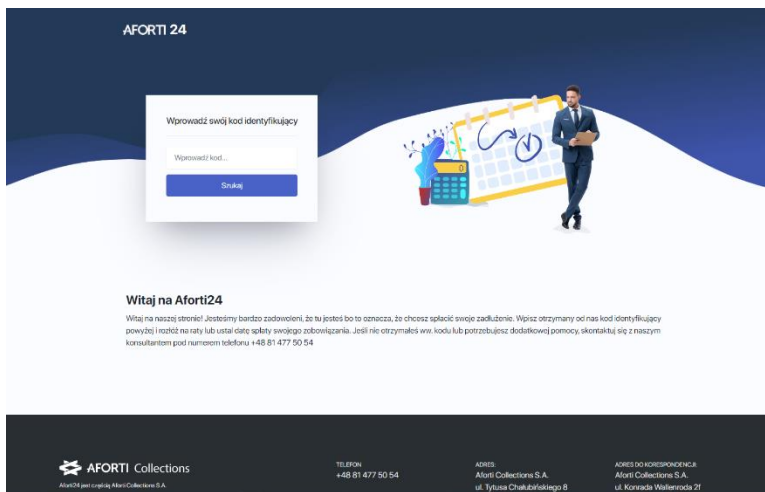 AFORTI 24
Wprowadź swój kod identyfikujący
Wprowadź kod...
Szukaj
Witaj na Aforti24
Witaj na naszej stronie! Jesteśmy bardzo zadowoleni, że tu jesteś bo to oznacza, że chcesz spłacić swoje zadłużenie. Wpisz otrzymany od nas kod identyfikujący
powyżej i rozłóż na raty lub ustal datę spłaty swojego zobowiązania. Jeśli nie otrzymałeś ww. kodu lub potrzebujesz dodatkowej pomocy, skontaktuj się z naszym
konsultantem pod numerem telefonu +48 81 477 50 54
AFORTI Collections
Aforti24 jest częścią Aforti Collections S.A.
TELEFON
+48 81 477 50 54
ADRES:
Aforti Collections S.A.
ul. Tytusa Chałubińskiego 8
ADRES DO KORESPONDENCJI:
Aforti Collections S.A.
ul. Konrada Wallenroda 2f